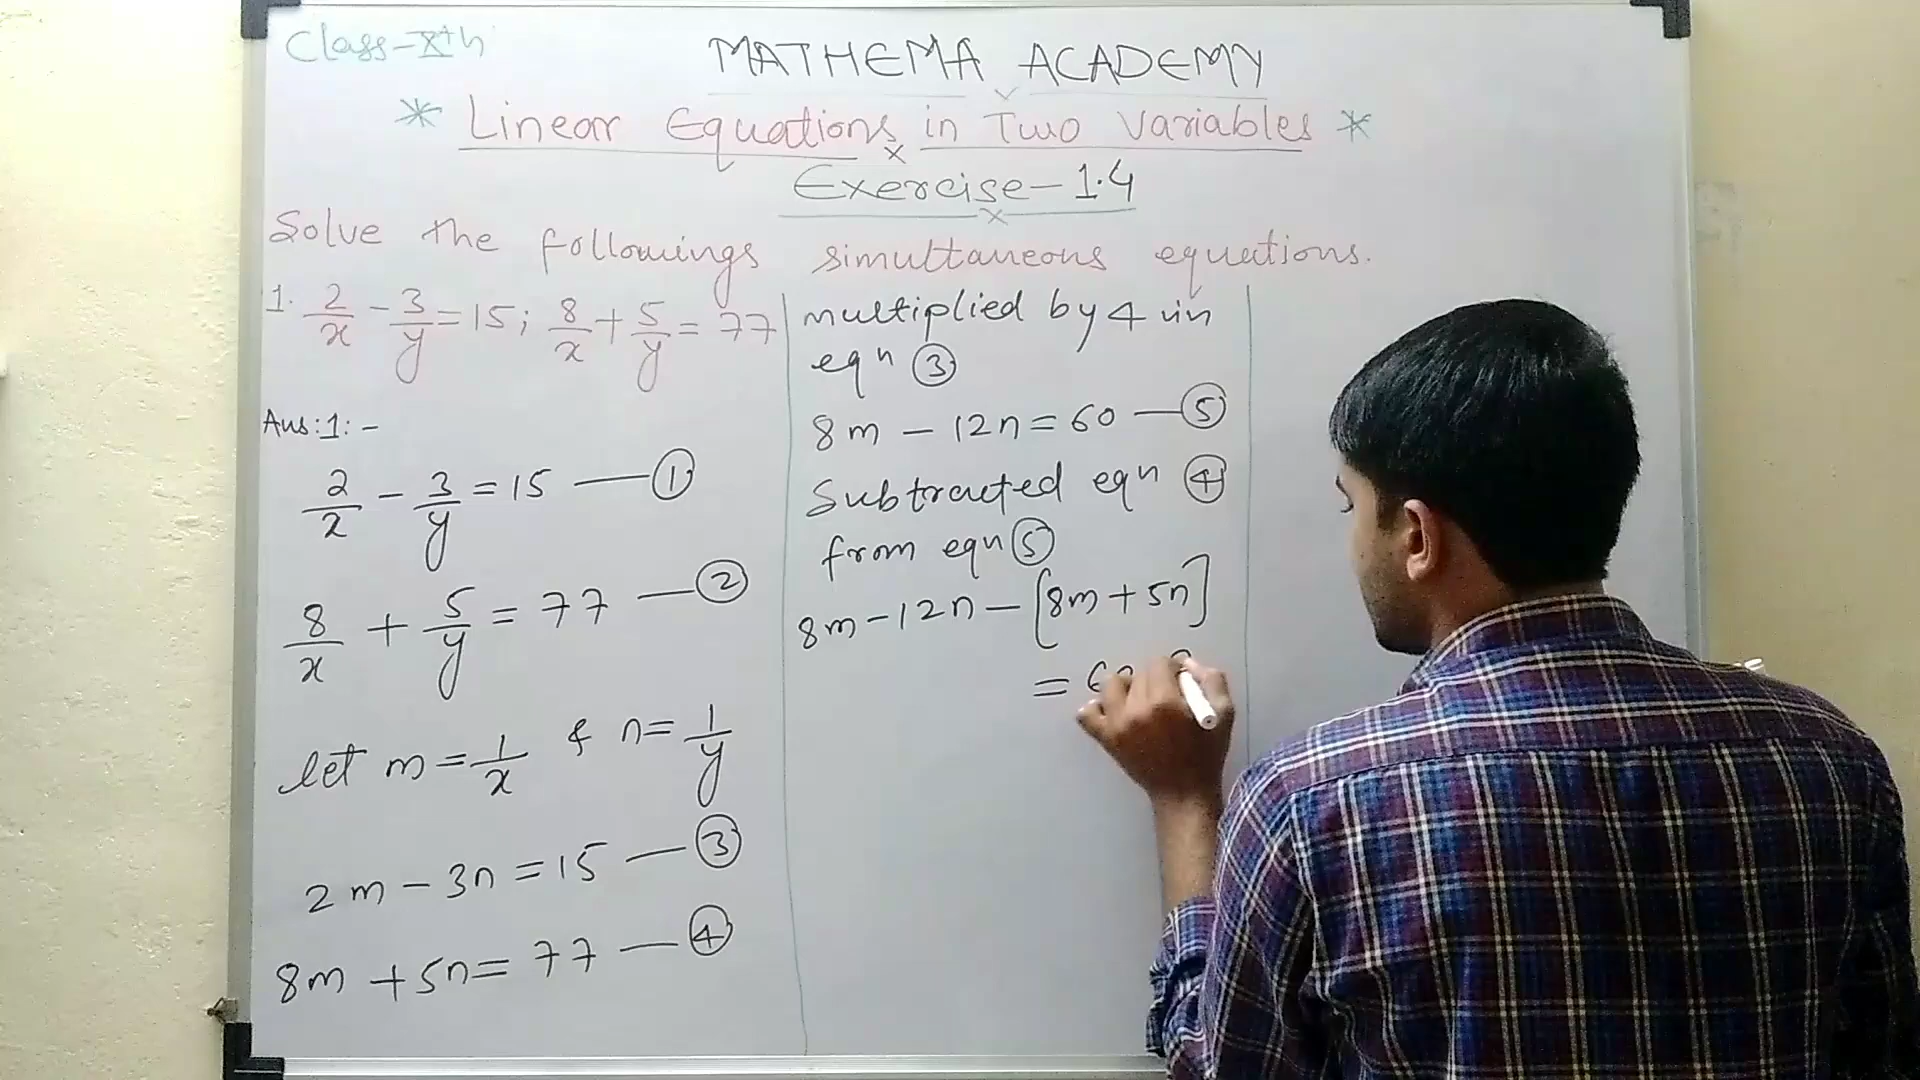 Class-Xth
MATHEMA ACADEMY
* Linear Equations in Two Variables *
Exercise-1.4
Solve the followings simultaneous equations.
1. 2/x - 3/y = 15; 8/x + 5/y = 77
Ans:1:-
2/x - 3/y = 15 — ①
8/x + 5/y = 77 — ②
let m = 1/x & n = 1/y
2m - 3n = 15 — ③
8m + 5n = 77 — ④
multiplied by 4 in
eqn ③
8m - 12n = 60 — ⑤
Subtracted eqn ④
from eqn ⑤
8m - 12n - [8m + 5n]
=